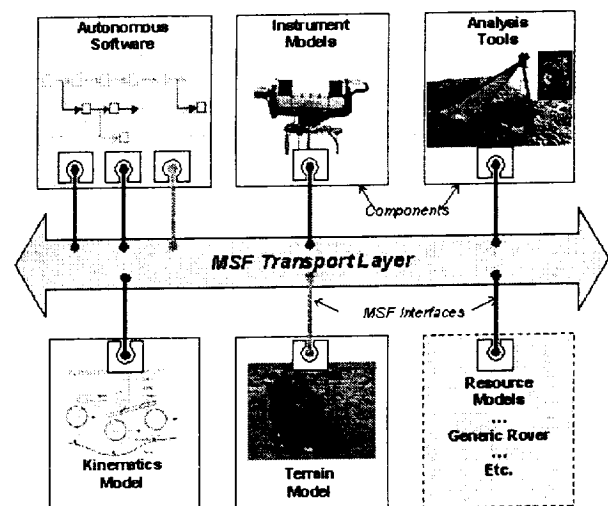 Autonomous
Software
Instrument
Models
Analysis
Tools
Components
MSF Transport Layer
MSF Interfaces
Kinematics
Model
Terrain
Model
Resource
Models
...
Generic Rover
...
Etc.